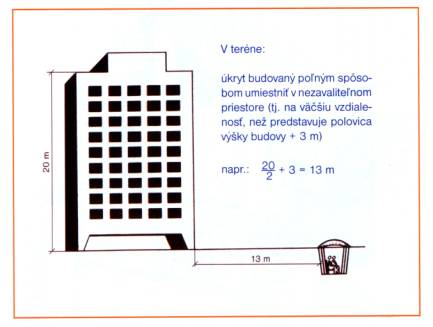 V teréne:
úkryt budovaný poľným spôso-
bom umiestniť v nezavaliteľnom
priestore (tj. na väčšiu vzdiale-
nosť, než predstavuje polovica
výšky budovy + 3 m)
napr.: 20/2 + 3 = 13 m
20 m
13 m